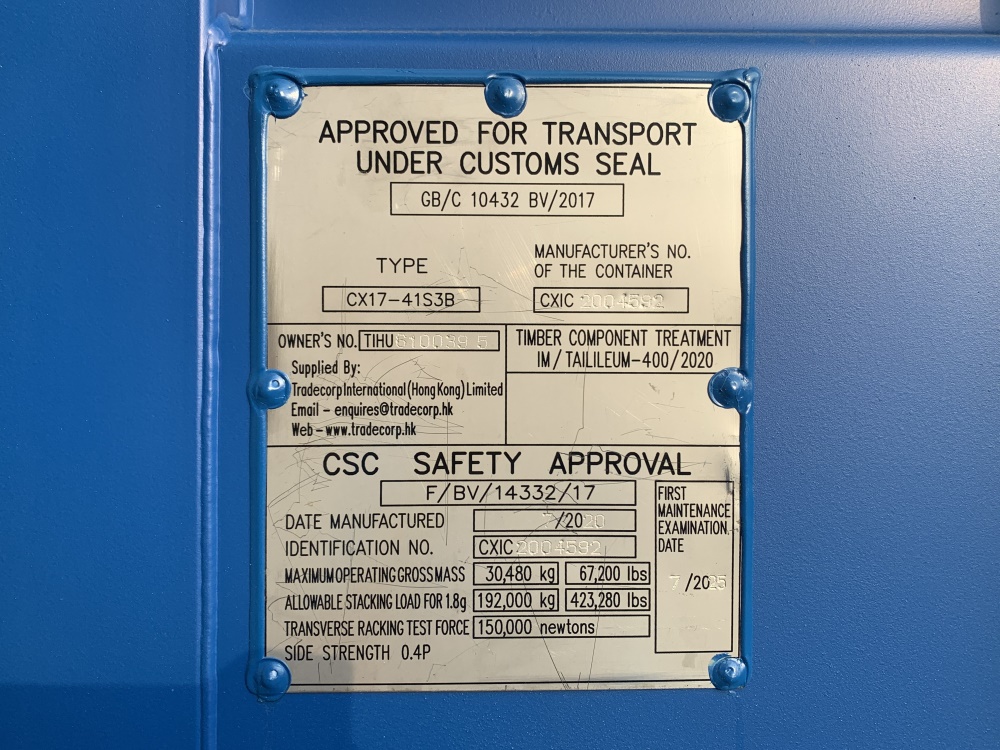 APPROVED FOR TRANSPORT
UNDER CUSTOMS SEAL
GB/C 10432 BV/2017
TYPE
CX17-41S3B
MANUFACTURER'S NO.
OF THE CONTAINER
CXIC 2004592
OWNER'S NO. TIHU 610039 5
Supplied By:
Tradecorp International (Hong Kong) Limited
Email - enquires@tradecorp.hk
Web - www.tradecorp.hk
TIMBER COMPONENT TREATMENT
IM/TAILILEUM-400/2020
CSC SAFETY APPROVAL
F/BV/14332/17
DATE MANUFACTURED /2020
IDENTIFICATION NO. CXIC 2004592
MAXIMUM OPERATING GROSS MASS 30,480 kg 67,200 lbs
ALLOWABLE STACKING LOAD FOR 1.8g 192,000 kg 423,280 lbs
TRANSVERSE RACKING TEST FORCE 150,000 newtons
SIDE STRENGTH 0.4P
FIRST
MAINTENANCE
EXAMINATION
DATE
7/2025